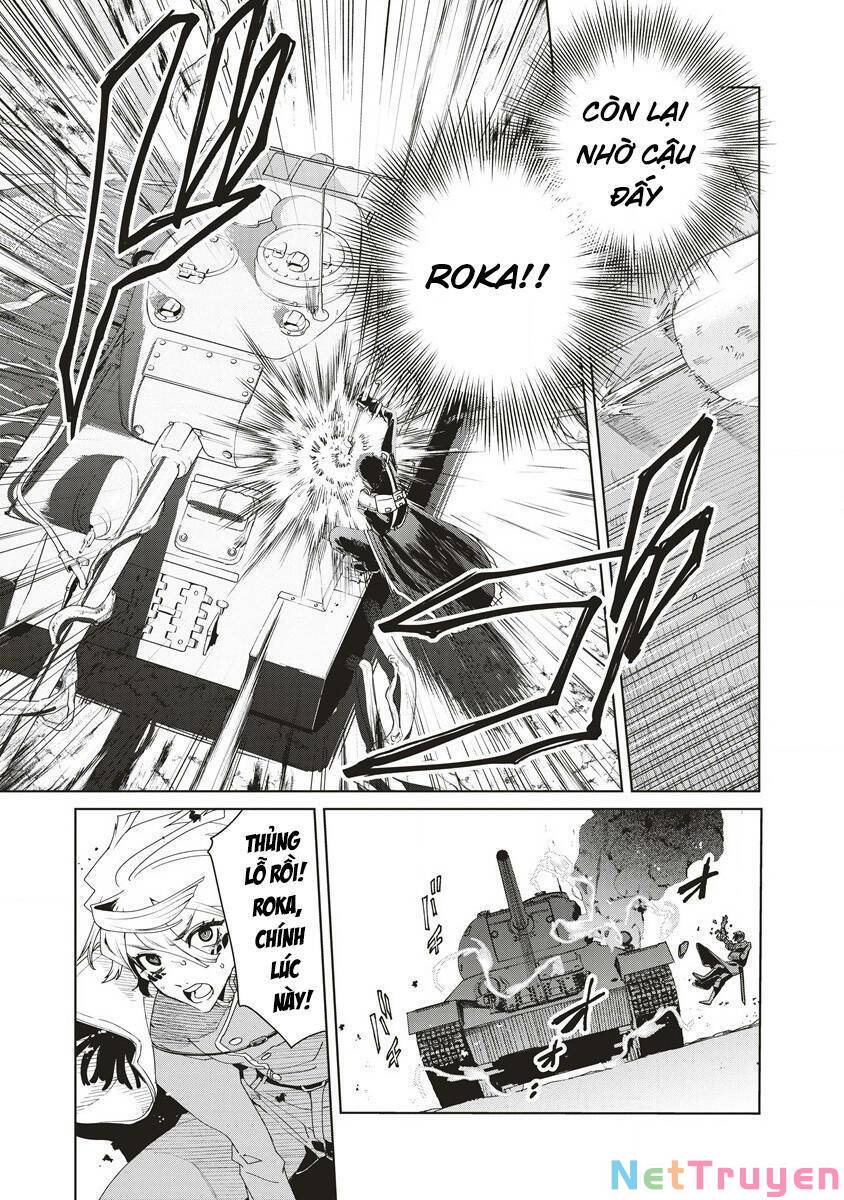 CÒN LẠI
NHỜ CẬU
ĐẤY
ROKA!!
THỦNG
LỖ RỒI!
ROKA,
CHÍNH
LÚC
NÀY!
NetTruyen